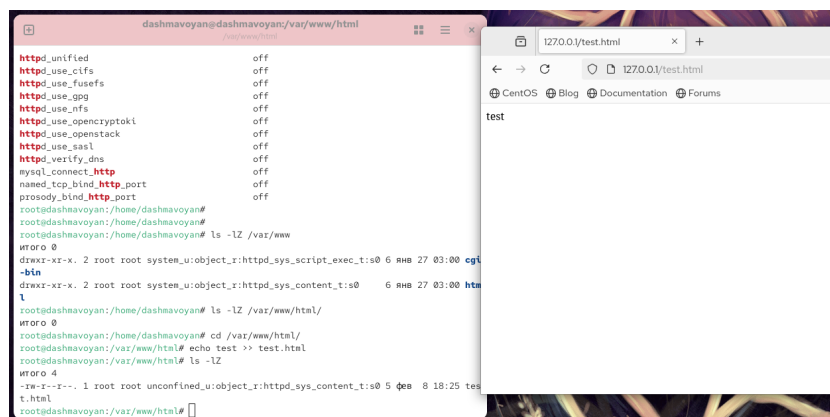 dashmavoyan@dashmavoyan:/var/www/html
/var/www/html
httpd_unified off
httpd_use_cifs off
httpd_use_fusefs off
httpd_use_gpg off
httpd_use_nfs off
httpd_use_opencryptoki off
httpd_use_openstack off
httpd_use_sasl off
httpd_verify_dns off
mysql_connect_http off
named_tcp_bind_http_port off
prosody_bind_http_port off
root@dashmavoyan:/home/dashmavoyan#
root@dashmavoyan:/home/dashmavoyan#
root@dashmavoyan:/home/dashmavoyan# ls -lZ /var/www
итого 0
drwxr-xr-x. 2 root root system_u:object_r:httpd_sys_script_exec_t:s0 6 янв 27 03:00 cgi
-bin
drwxr-xr-x. 2 root root system_u:object_r:httpd_sys_content_t:s0 6 янв 27 03:00 htm
l
root@dashmavoyan:/home/dashmavoyan# ls -lZ /var/www/html/
итого 0
root@dashmavoyan:/home/dashmavoyan# cd /var/www/html/
root@dashmavoyan:/var/www/html# echo test >> test.html
root@dashmavoyan:/var/www/html# ls -lZ
итого 4
-rw-r--r--. 1 root root unconfined_u:object_r:httpd_sys_content_t:s0 5 фев 8 18:25 tes
t.html
root@dashmavoyan:/var/www/html#
127.0.0.1/test.html
127.0.0.1/test.html
CentOS Blog Documentation Forums
test